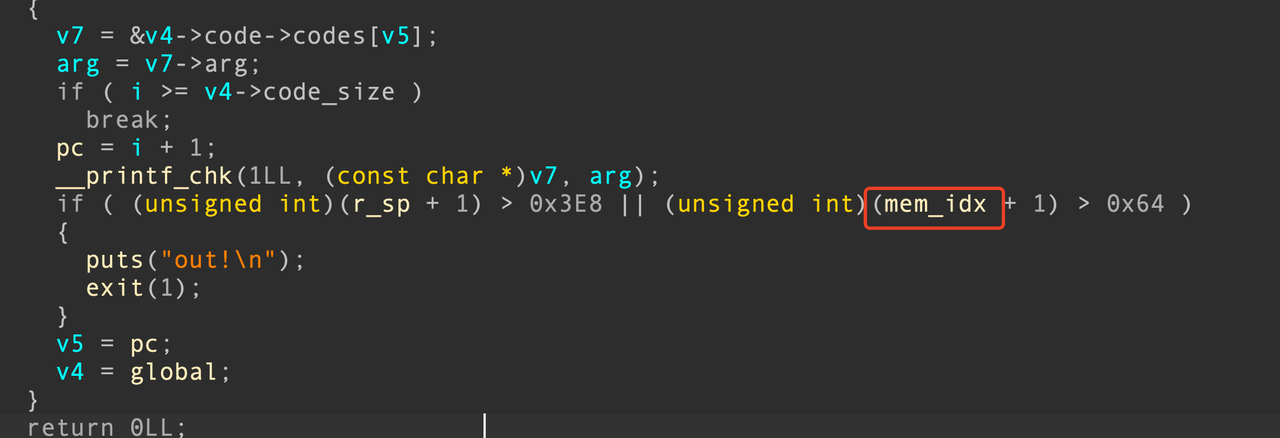 {
v7 = &v4->code->codes[v5];
arg = v7->arg;
if ( i >= v4->code_size )
break;
pc = i + 1;
__printf_chk(1LL, (const char *)v7, arg);
if ( (unsigned int)(r_sp + 1) > 0x3E8 || (unsigned int)(mem_idx + 1) > 0x64 )
{
puts("out!\n");
exit(1);
}
v5 = pc;
v4 = global;
}
return 0LL;